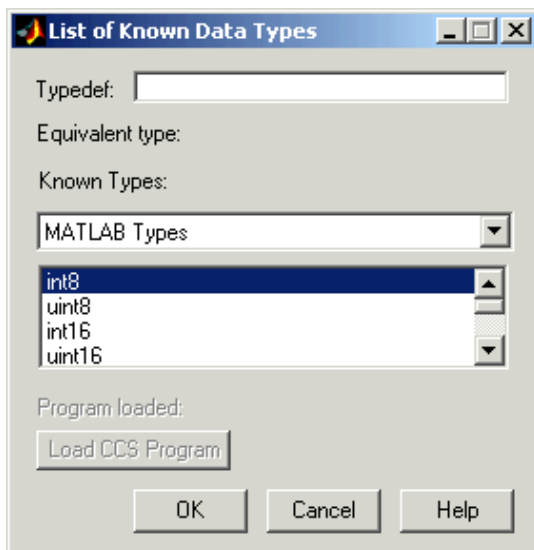 List of Known Data Types
Typedef:
Equivalent type:
Known Types:
MATLAB Types
int8
uint8
int16
uint16
Program loaded:
Load CCS Program
OK Cancel Help